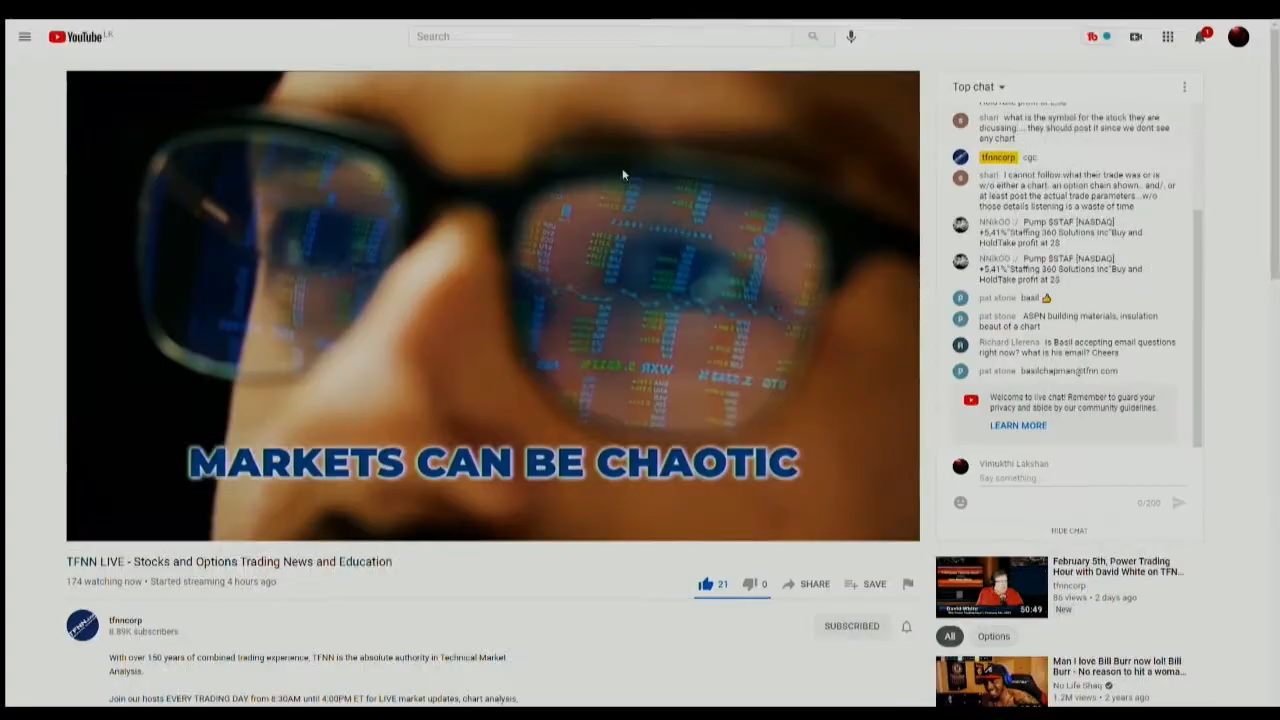 YouTube LK
Search
1
Top chat
shari what is the symbol for the stock they are
dicussing.... they should post it since we dont see
any chart
tfnncorp cgc
shari I cannot follow what their trade was or is
w/o either a chart.. an option chain shown.. and/. or
at least post the actual trade parameters...w/o
those details listening is a waste of time
Pump $STAF [NASDAQ]
+5,41%"Staffing 360 Solutions Inc"Buy and
HoldTake profit at 2$
Pump $STAF [NASDAQ]
+5,41%"Staffing 360 Solutions Inc"Buy and
HoldTake profit at 2$
pat stone basil 👍
pat stone ASPN building materials, insulation
beaut of a chart
Richard Llerena Is Basil accepting email questions
right now? what is his email? Cheers
pat stone basilchapman@tfnn.com
Welcome to live chat! Remember to guard your
privacy and abide by our community guidelines.
LEARN MORE
Vimukthi Lakshan
Say something...
0/200
HIDE CHAT
MARKETS CAN BE CHAOTIC
TFNN LIVE - Stocks and Options Trading News and Education
174 watching now • Started streaming 4 hours ago
21 0 SHARE SAVE
tfnncorp
8.89K subscribers
SUBSCRIBED
With over 150 years of combined trading experience, TFNN is the absolute authority in Technical Market
Analysis.
Join our hosts EVERY TRADING DAY from 8:30AM until 4:00PM ET for LIVE market updates, chart analysis,
February 5th, Power Trading
Hour with David White on TFN...
tfnncorp
86 views • 2 days ago
New
David White
50:49
All Options
Man I love Bill Burr now lol! Bill
Burr - No reason to hit a woma...
No Life Shaq
1.2M views • 2 years ago